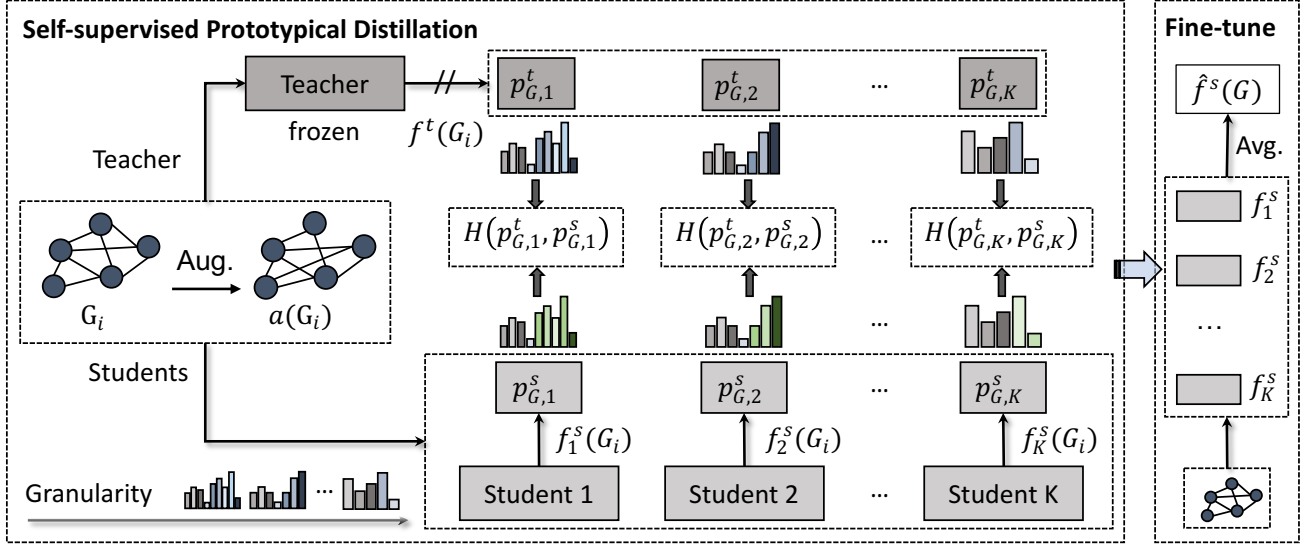 Self-supervised Prototypical Distillation
Fine-tune
Teacher
frozen
//
f^t(G_i)
p^t_{G,1}
p^t_{G,2}
...
p^t_{G,K}
f̂^s(G)
Avg.
Teacher
G_i
Aug.
a(G_i)
H(p^t_{G,1}, p^s_{G,1})
H(p^t_{G,2}, p^s_{G,2})
...
H(p^t_{G,K}, p^s_{G,K})
f^s_1
f^s_2
...
f^s_K
Students
...
p^s_{G,1}
p^s_{G,2}
...
p^s_{G,K}
f^s_1(G_i)
f^s_2(G_i)
f^s_K(G_i)
Granularity
...
Student 1
Student 2
...
Student K